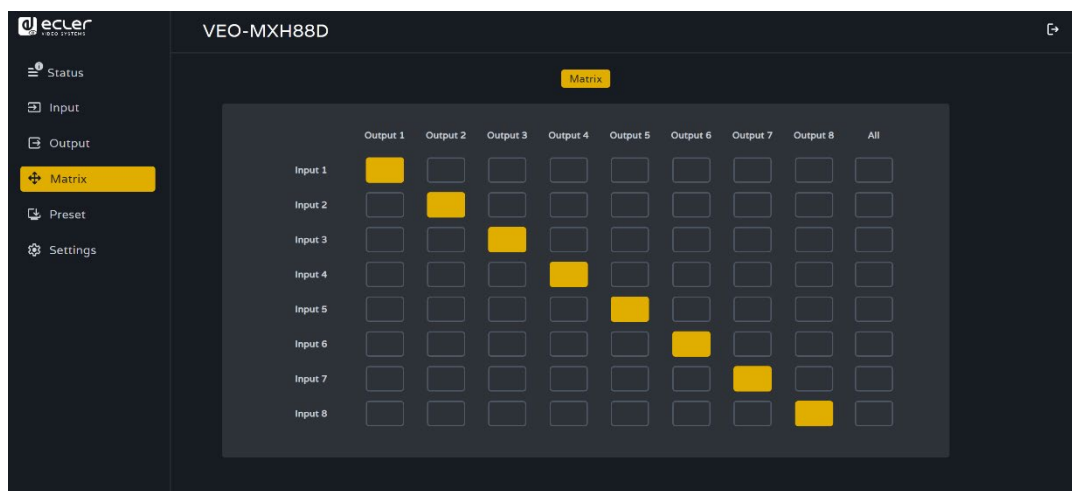 ecler
VIDEO SYSTEMS
VEO-MXH88D
Status
Input
Output
Matrix
Preset
Settings
Matrix
Output 1 Output 2 Output 3 Output 4 Output 5 Output 6 Output 7 Output 8 All
Input 1
Input 2
Input 3
Input 4
Input 5
Input 6
Input 7
Input 8